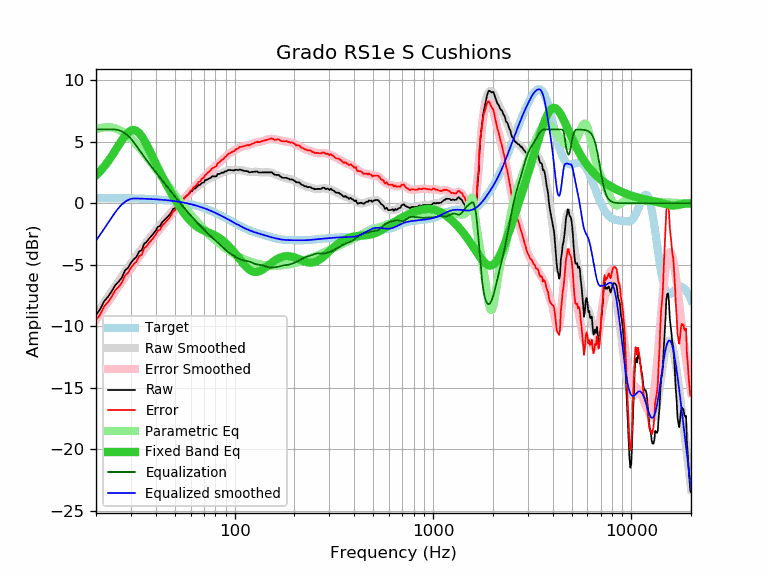 Grado RS1e S Cushions
10
5
0
−5
−10
−15
−20
−25
Amplitude (dBr)
Target
Raw Smoothed
Error Smoothed
Raw
Error
Parametric Eq
Fixed Band Eq
Equalization
Equalized smoothed
100
1000
10000
Frequency (Hz)